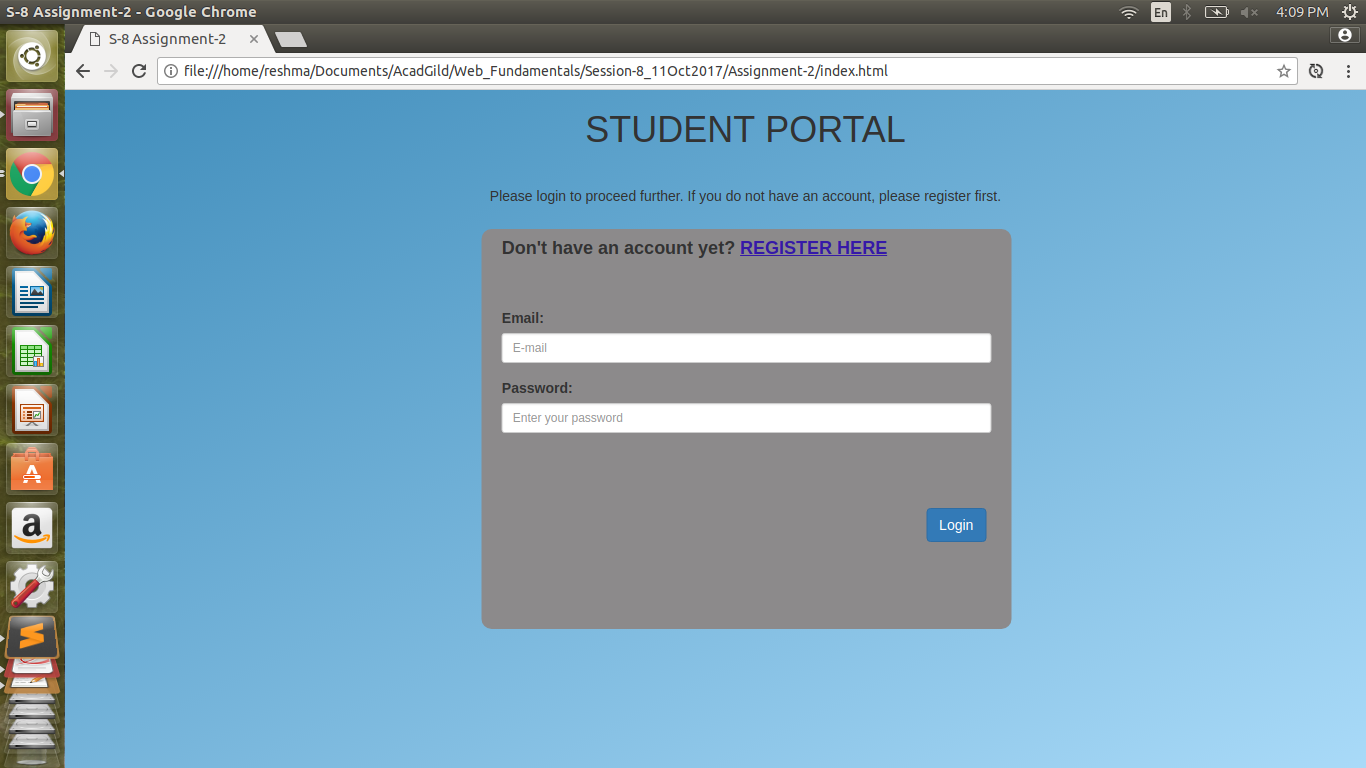 S-8 Assignment-2 - Google Chrome
En
4:09 PM
S-8 Assignment-2
file:///home/reshma/Documents/AcadGild/Web_Fundamentals/Session-8_11Oct2017/Assignment-2/index.html
STUDENT PORTAL
Please login to proceed further. If you do not have an account, please register first.
Don't have an account yet? REGISTER HERE
Email:
E-mail
Password:
Enter your password
Login